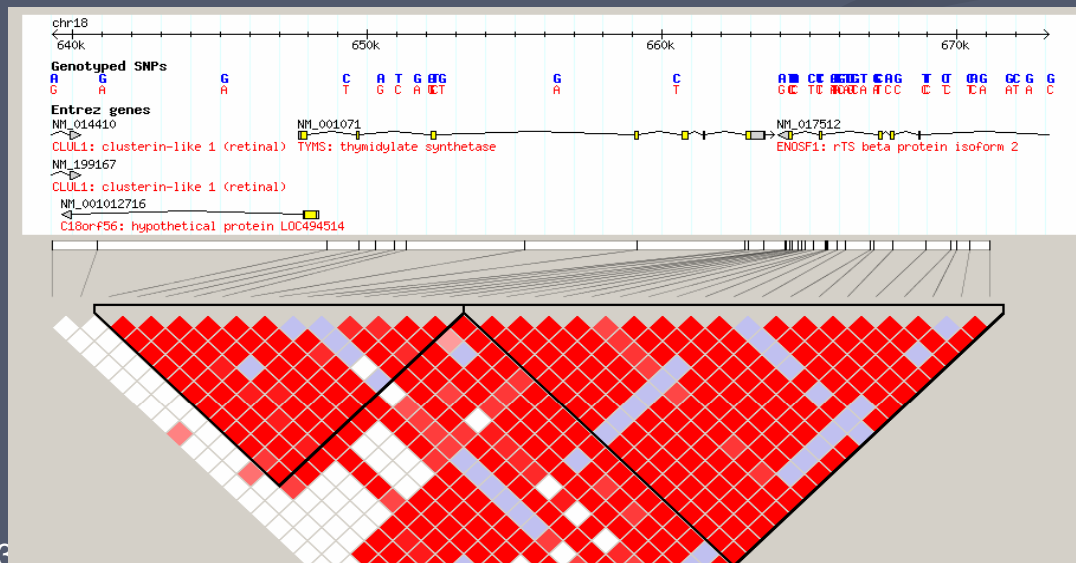 chr18
640k 650k 660k 670k
Genotyped SNPs
A G G C A T G G C
G A A T G C A A T
Entrez genes
NM_014410 NM_001071 NM_017512
CLUL1: clusterin-like 1 (retinal) TYMS: thymidylate synthetase ENOSF1: rTS beta protein isoform 2
NM_199167
CLUL1: clusterin-like 1 (retinal)
NM_001012716
C18orf56: hypothetical protein LOC494514
3